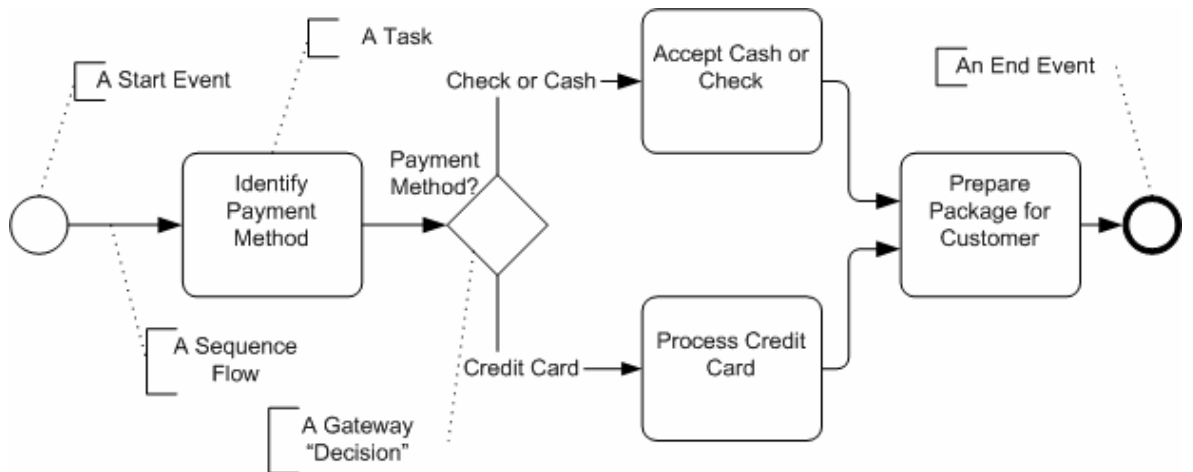 A Task
A Start Event
An End Event
Check or Cash
Accept Cash or
Check
Identify
Payment
Method
Payment
Method?
Prepare
Package for
Customer
A Sequence
Flow
Credit Card
Process Credit
Card
A Gateway
“Decision”